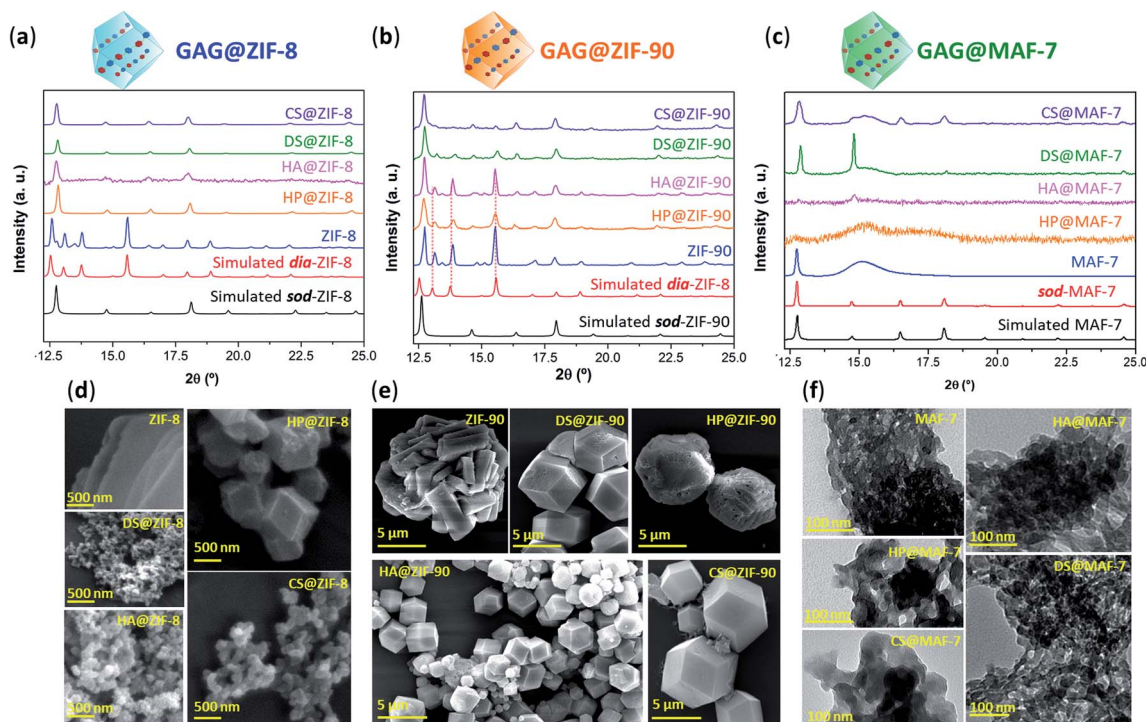 (a)
GAG@ZIF-8
CS@ZIF-8
DS@ZIF-8
HA@ZIF-8
HP@ZIF-8
ZIF-8
Simulated dia-ZIF-8
Simulated sod-ZIF-8
Intensity (a. u.)
12.5 15.0 17.5 20.0 22.5 25.0
2θ (º)
(b)
GAG@ZIF-90
CS@ZIF-90
DS@ZIF-90
HA@ZIF-90
HP@ZIF-90
ZIF-90
Simulated dia-ZIF-8
Simulated sod-ZIF-90
Intensity (a. u.)
12.5 15.0 17.5 20.0 22.5 25.0
2θ (º)
(c)
GAG@MAF-7
CS@MAF-7
DS@MAF-7
HA@MAF-7
HP@MAF-7
MAF-7
sod-MAF-7
Simulated MAF-7
Intensity (a. u.)
12.5 15.0 17.5 20.0 22.5 25.0
2θ (º)
(d)
ZIF-8
500 nm
HP@ZIF-8
500 nm
DS@ZIF-8
500 nm
HA@ZIF-8
500 nm
CS@ZIF-8
500 nm
(e)
ZIF-90
5 µm
DS@ZIF-90
5 µm
HP@ZIF-90
5 µm
HA@ZIF-90
5 µm
CS@ZIF-90
5 µm
(f)
MAF-7
100 nm
HA@MAF-7
100 nm
HP@MAF-7
100 nm
DS@MAF-7
100 nm
CS@MAF-7
100 nm